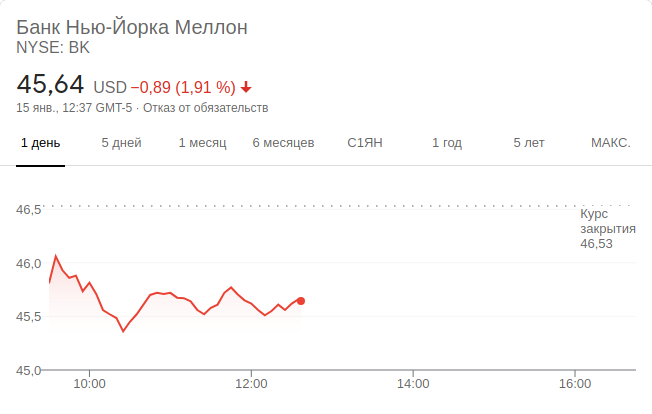 Банк Нью-Йорка Меллон
NYSE: BK
45,64 USD −0,89 (1,91 %) ↓
15 янв., 12:37 GMT-5 · Отказ от обязательств
1 день 5 дней 1 месяц 6 месяцев С1ЯН 1 год 5 лет МАКС.
46,5
Курс
закрытия
46,53
46,0
45,5
45,0
10:00 12:00 14:00 16:00